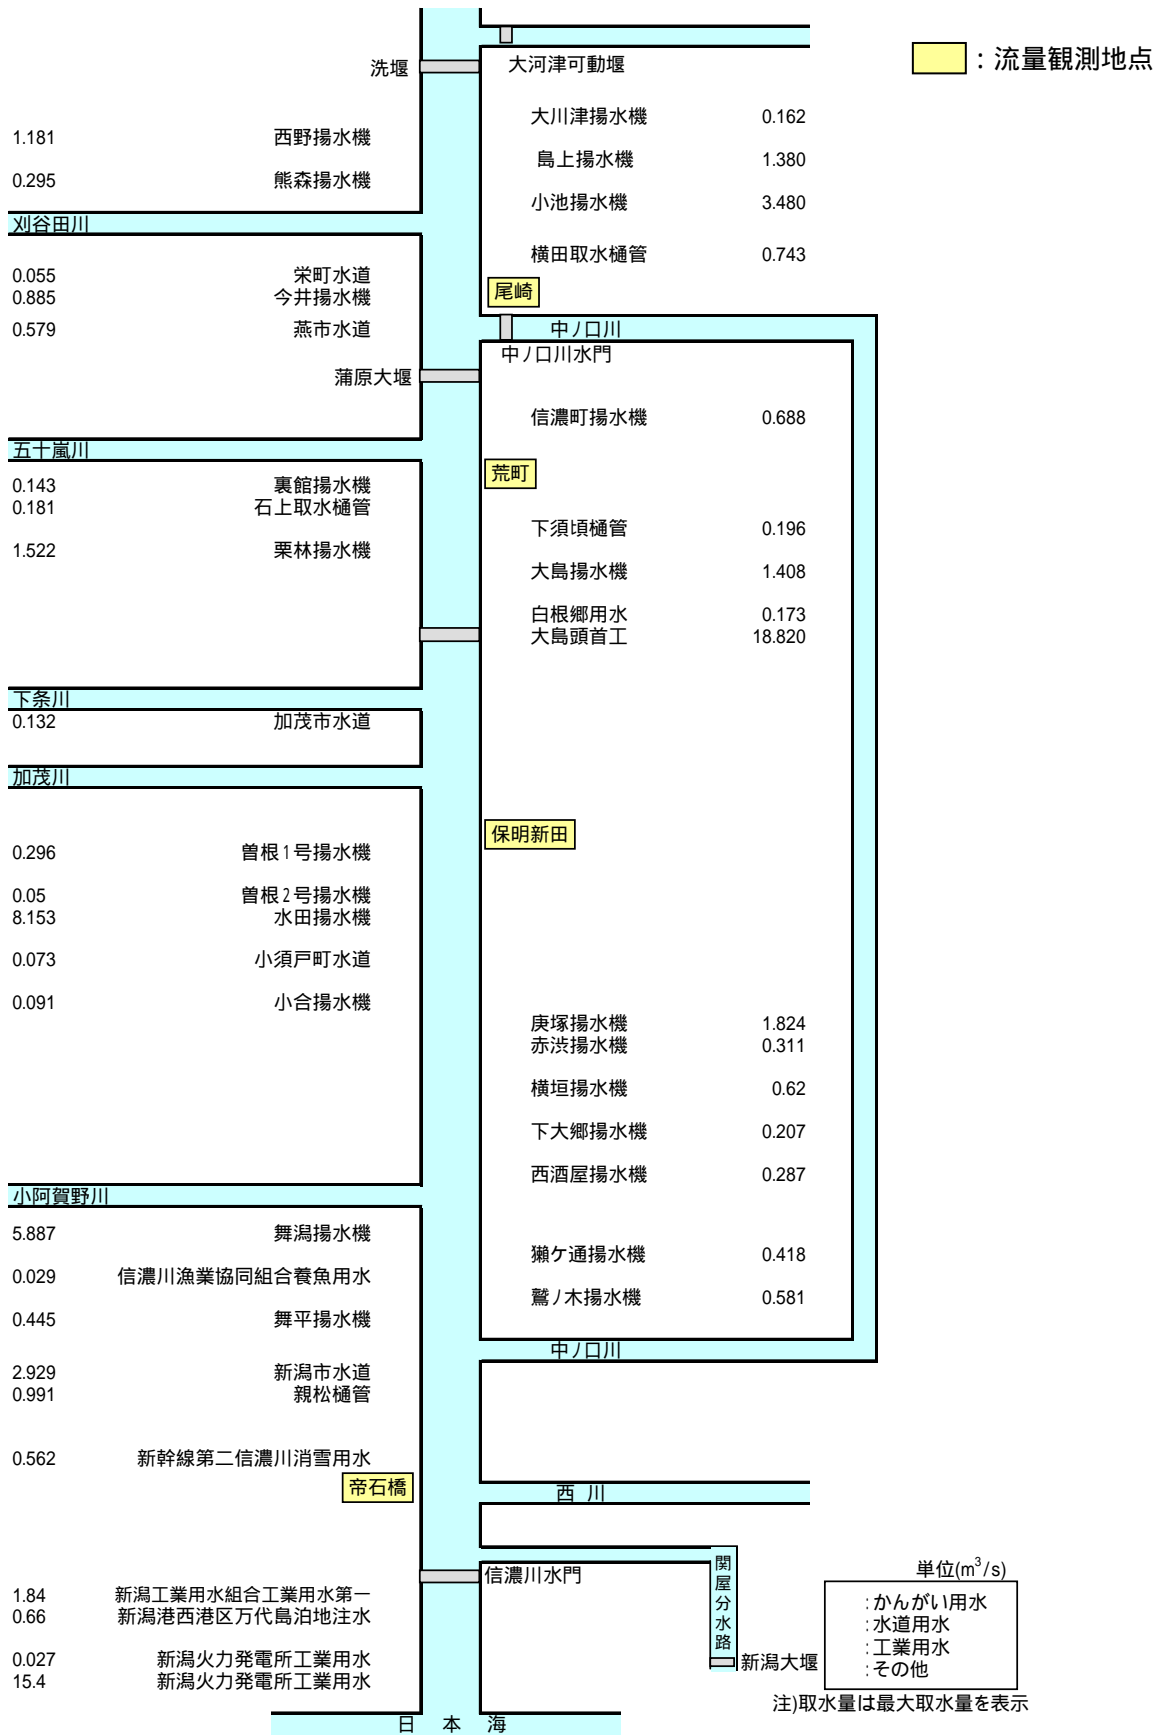 ：流量観測地点
洗堰
大河津可動堰
大川津揚水機 0.162
1.181 西野揚水機
島上揚水機 1.380
0.295 熊森揚水機
小池揚水機 3.480
刈谷田川
横田取水樋管 0.743
0.055 栄町水道
尾崎
0.885 今井揚水機
0.579 燕市水道
中ノ口川
中ノ口川水門
蒲原大堰
信濃町揚水機 0.688
五十嵐川
荒町
0.143 裏館揚水機
0.181 石上取水樋管
下須頃樋管 0.196
1.522 栗林揚水機
大島揚水機 1.408
白根郷用水 0.173
大島頭首工 18.820
下条川
0.132 加茂市水道
加茂川
保明新田
0.296 曽根1号揚水機
0.05 曽根2号揚水機
8.153 水田揚水機
0.073 小須戸町水道
0.091 小合揚水機
庚塚揚水機 1.824
赤渋揚水機 0.311
横垣揚水機 0.62
下大郷揚水機 0.207
西酒屋揚水機 0.287
小阿賀野川
5.887 舞潟揚水機
獺ケ通揚水機 0.418
0.029 信濃川漁業協同組合養魚用水
鷲ノ木揚水機 0.581
0.445 舞平揚水機
中ノ口川
2.929 新潟市水道
0.991 親松樋管
0.562 新幹線第二信濃川消雪用水
帝石橋
西 川
関屋分水路
信濃川水門
単位(m³/s)
1.84 新潟工業用水組合工業用水第一
0.66 新潟港西港区万代島泊地注水
：かんがい用水
：水道用水
：工業用水
：その他
0.027 新潟火力発電所工業用水
新潟大堰
15.4 新潟火力発電所工業用水
注)取水量は最大取水量を表示
日 本 海